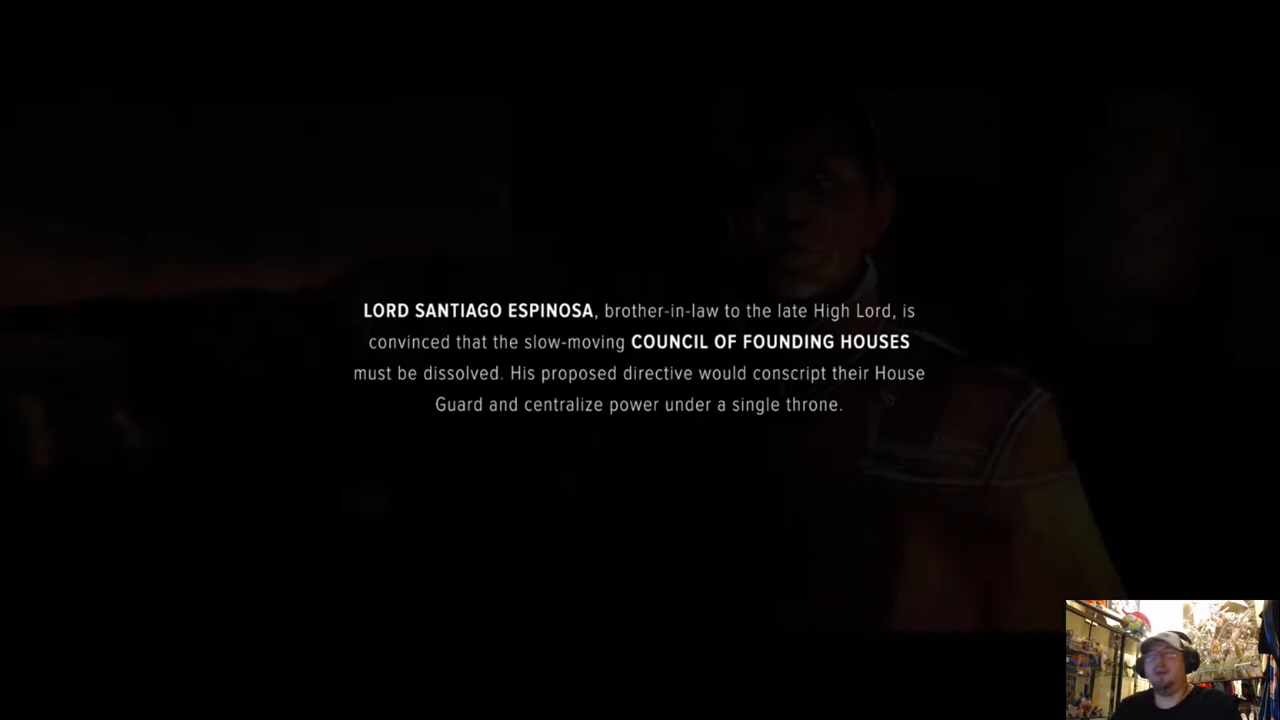 LORD SANTIAGO ESPINOSA, brother-in-law to the late High Lord, is
convinced that the slow-moving COUNCIL OF FOUNDING HOUSES
must be dissolved. His proposed directive would conscript their House
Guard and centralize power under a single throne.